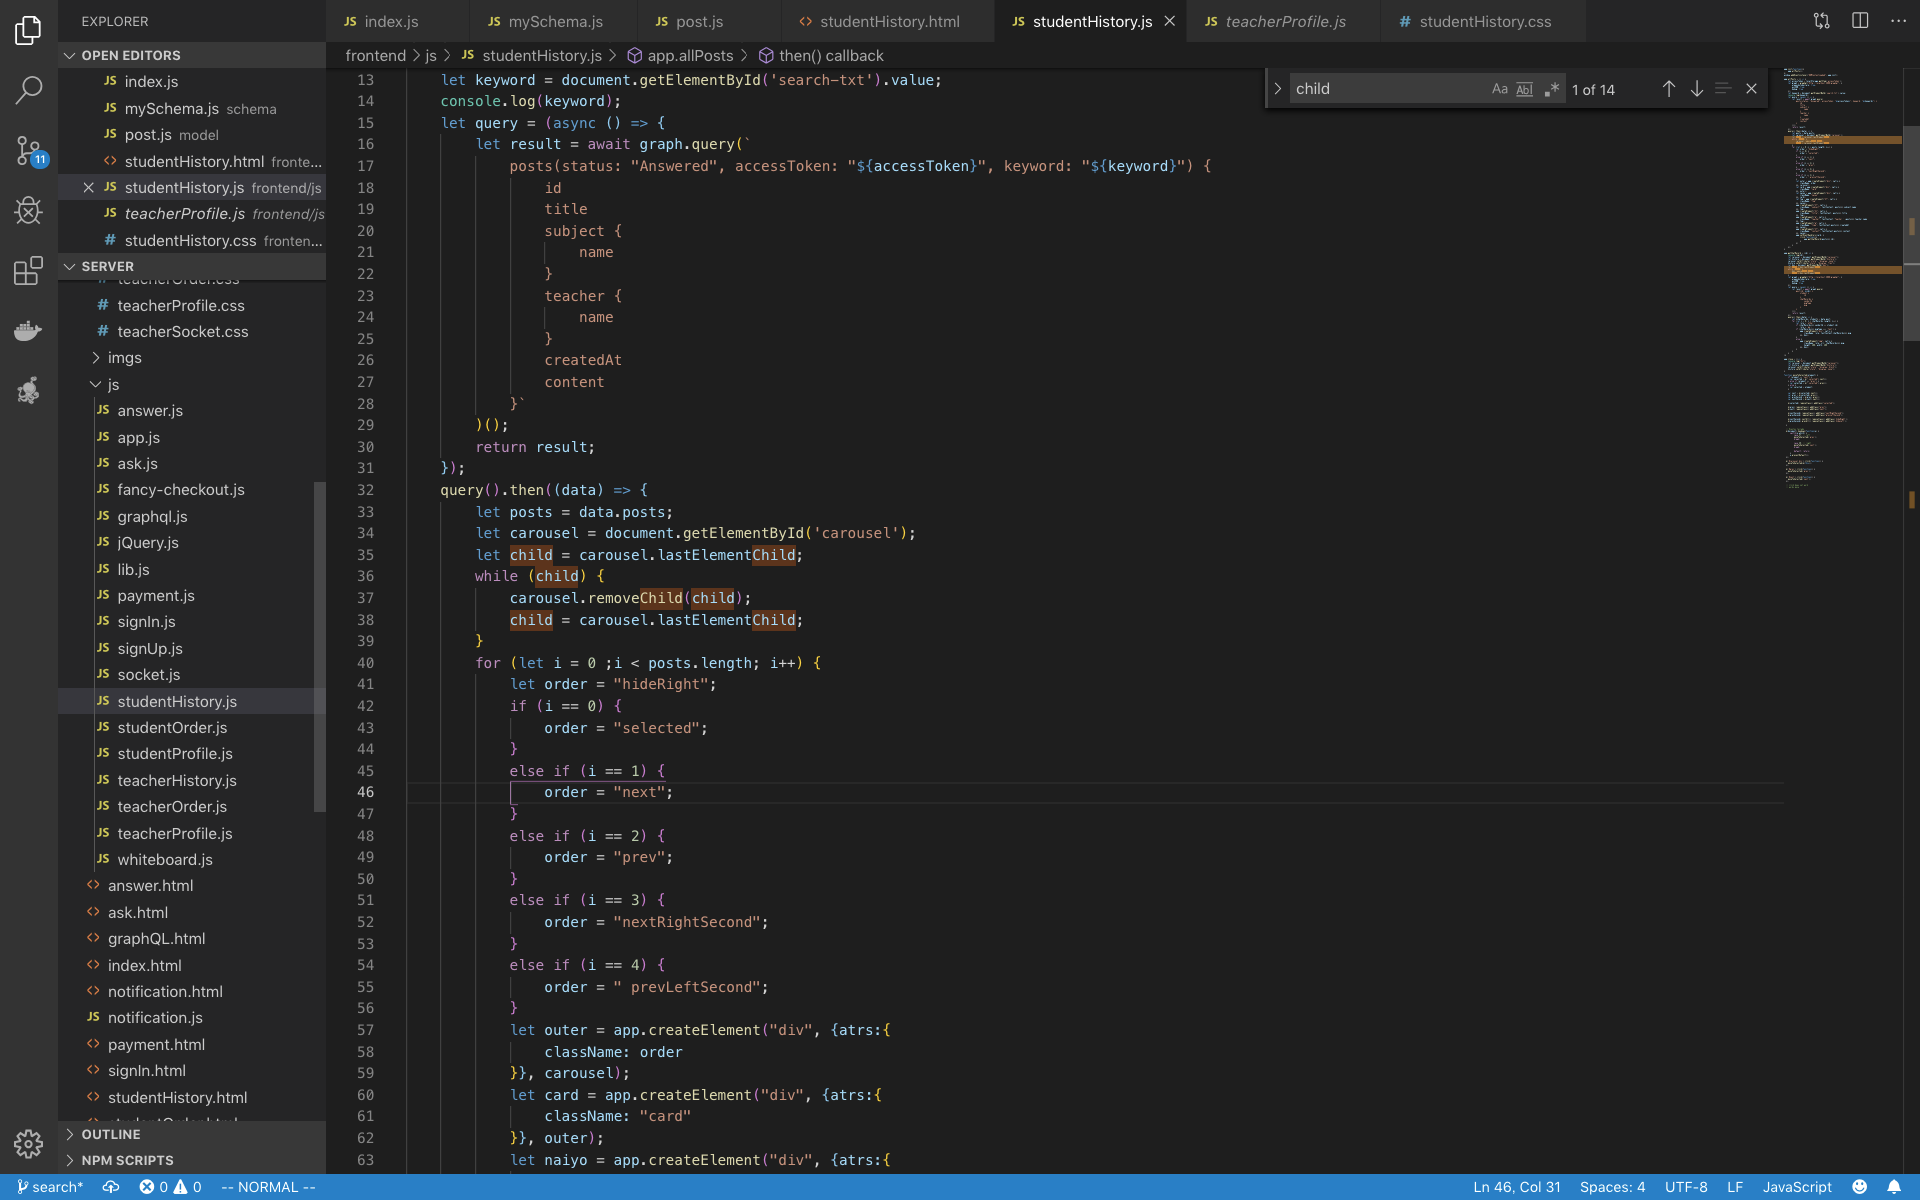 EXPLORER
OPEN EDITORS
JS index.js
JS mySchema.js schema
JS post.js model
<> studentHistory.html fronte...
JS studentHistory.js frontend/js
JS teacherProfile.js frontend/js
# studentHistory.css fronten...
SERVER
# teacherOrder.css
# teacherProfile.css
# teacherSocket.css
imgs
js
JS answer.js
JS app.js
JS ask.js
JS fancy-checkout.js
JS graphql.js
JS jQuery.js
JS lib.js
JS payment.js
JS signIn.js
JS signUp.js
JS socket.js
JS studentHistory.js
JS studentOrder.js
JS studentProfile.js
JS teacherHistory.js
JS teacherOrder.js
JS teacherProfile.js
JS whiteboard.js
<> answer.html
<> ask.html
<> graphQL.html
<> index.html
<> notification.html
JS notification.js
<> payment.html
<> signIn.html
<> studentHistory.html
OUTLINE
NPM SCRIPTS
11
JS index.js JS mySchema.js JS post.js <> studentHistory.html JS studentHistory.js JS teacherProfile.js # studentHistory.css
frontend > js > JS studentHistory.js > app.allPosts > then() callback
child Aa Abl .* 1 of 14
13 let keyword = document.getElementById('search-txt').value;
14 console.log(keyword);
15 let query = (async () => {
16 let result = await graph.query(`
17 posts(status: "Answered", accessToken: "${accessToken}", keyword: "${keyword}") {
18 id
19 title
20 subject {
21 name
22 }
23 teacher {
24 name
25 }
26 createdAt
27 content
28 }`
29 )();
30 return result;
31 });
32 query().then((data) => {
33 let posts = data.posts;
34 let carousel = document.getElementById('carousel');
35 let child = carousel.lastElementChild;
36 while (child) {
37 carousel.removeChild(child);
38 child = carousel.lastElementChild;
39 }
40 for (let i = 0 ;i < posts.length; i++) {
41 let order = "hideRight";
42 if (i == 0) {
43 order = "selected";
44 }
45 else if (i == 1) {
46 order = "next";
47 }
48 else if (i == 2) {
49 order = "prev";
50 }
51 else if (i == 3) {
52 order = "nextRightSecond";
53 }
54 else if (i == 4) {
55 order = " prevLeftSecond";
56 }
57 let outer = app.createElement("div", {atrs:{
58 className: order
59 }}, carousel);
60 let card = app.createElement("div", {atrs:{
61 className: "card"
62 }}, outer);
63 let naiyo = app.createElement("div", {atrs:{
search* 0 0 -- NORMAL -- Ln 46, Col 31 Spaces: 4 UTF-8 LF JavaScript